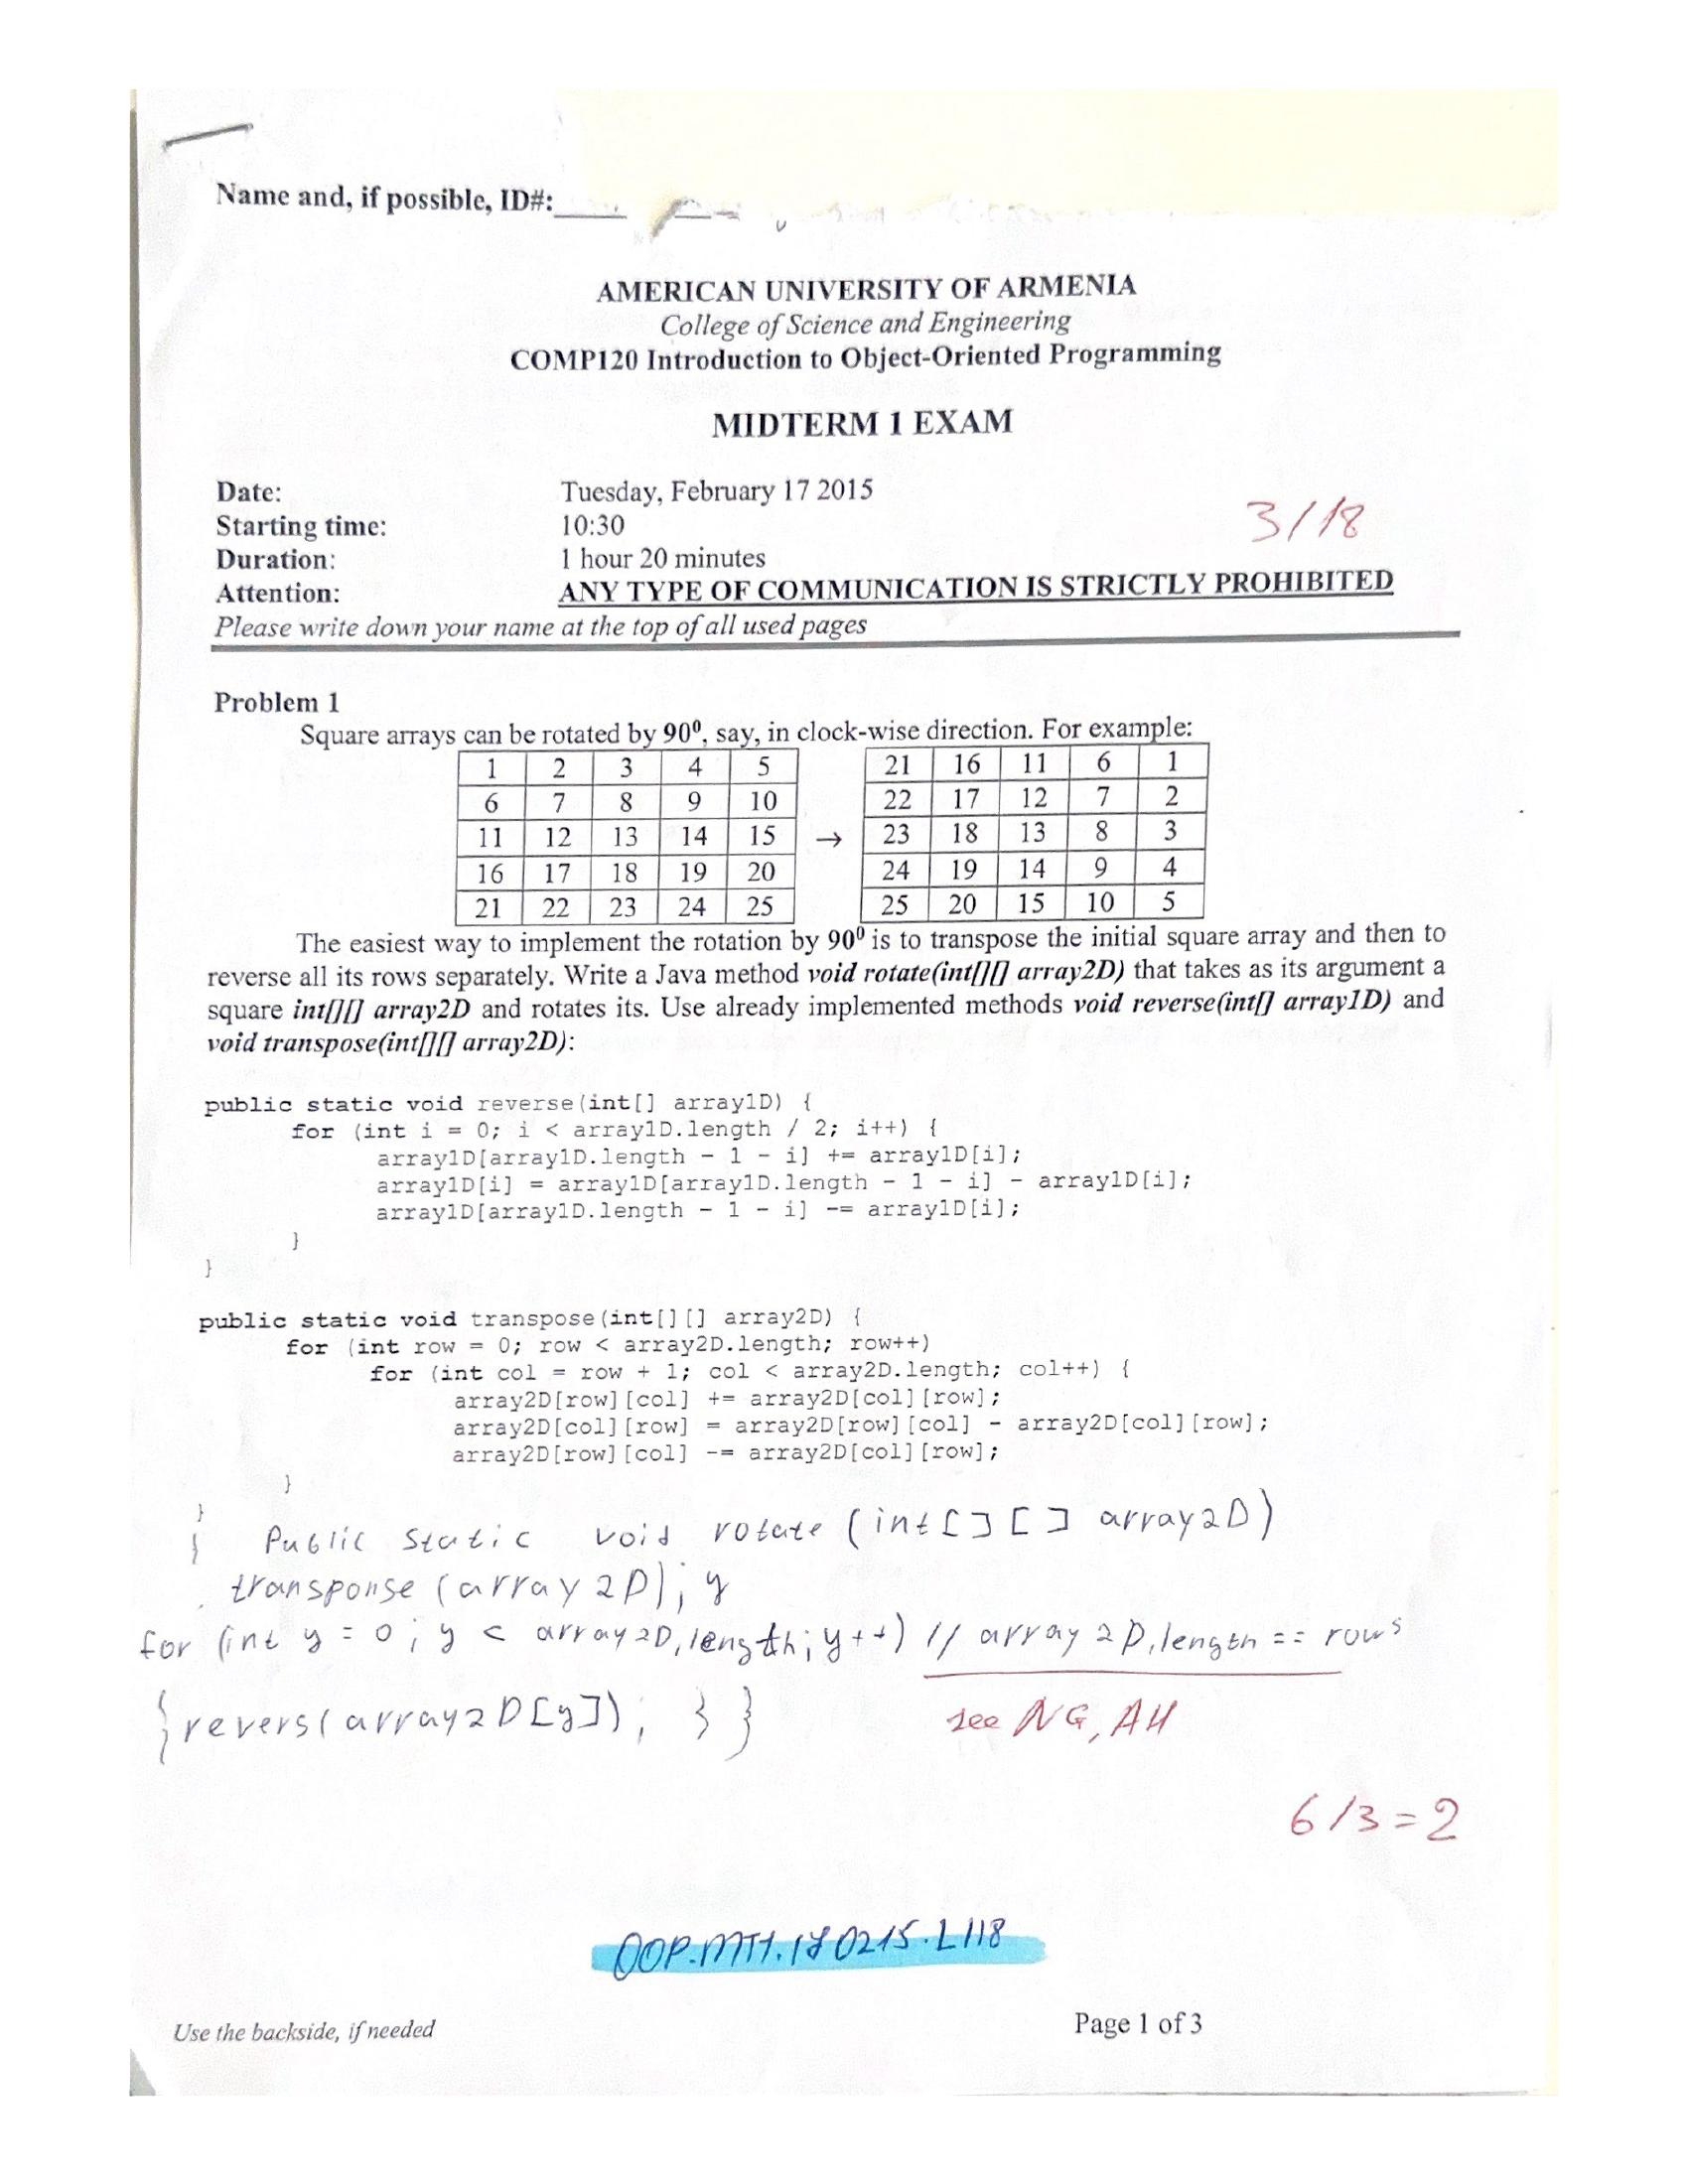 Name and, if possible, ID#:
AMERICAN UNIVERSITY OF ARMENIA
College of Science and Engineering
COMP120 Introduction to Object-Oriented Programming
MIDTERM 1 EXAM
Date: Tuesday, February 17 2015
3/18
Starting time: 10:30
Duration: 1 hour 20 minutes
Attention: ANY TYPE OF COMMUNICATION IS STRICTLY PROHIBITED
Please write down your name at the top of all used pages
Problem 1
Square arrays can be rotated by 90⁰, say, in clock-wise direction. For example:
1 2 3 4 5 21 16 11 6 1
6 7 8 9 10 22 17 12 7 2
11 12 13 14 15 → 23 18 13 8 3
16 17 18 19 20 24 19 14 9 4
21 22 23 24 25 25 20 15 10 5
The easiest way to implement the rotation by 90⁰ is to transpose the initial square array and then to
reverse all its rows separately. Write a Java method void rotate(int[][] array2D) that takes as its argument a
square int[][] array2D and rotates its. Use already implemented methods void reverse(int[] array1D) and
void transpose(int[][] array2D):
public static void reverse(int[] array1D) {
for (int i = 0; i < array1D.length / 2; i++) {
array1D[array1D.length - 1 - i] += array1D[i];
array1D[i] = array1D[array1D.length - 1 - i] - array1D[i];
array1D[array1D.length - 1 - i] -= array1D[i];
}
}
public static void transpose(int[][] array2D) {
for (int row = 0; row < array2D.length; row++)
for (int col = row + 1; col < array2D.length; col++) {
array2D[row][col] += array2D[col][row];
array2D[col][row] = array2D[row][col] - array2D[col][row];
array2D[row][col] -= array2D[col][row];
}
}
{ Public Static void rotate (int[][] array2D)
transponse (array2D); y
for (int y = 0; y < array2D,length; y++) // array2D.length == rows
{revers(array2D[y]); } }
see NG, AH
6/3=2
OOP.MT1.170215.L118
Use the backside, if needed
Page 1 of 3